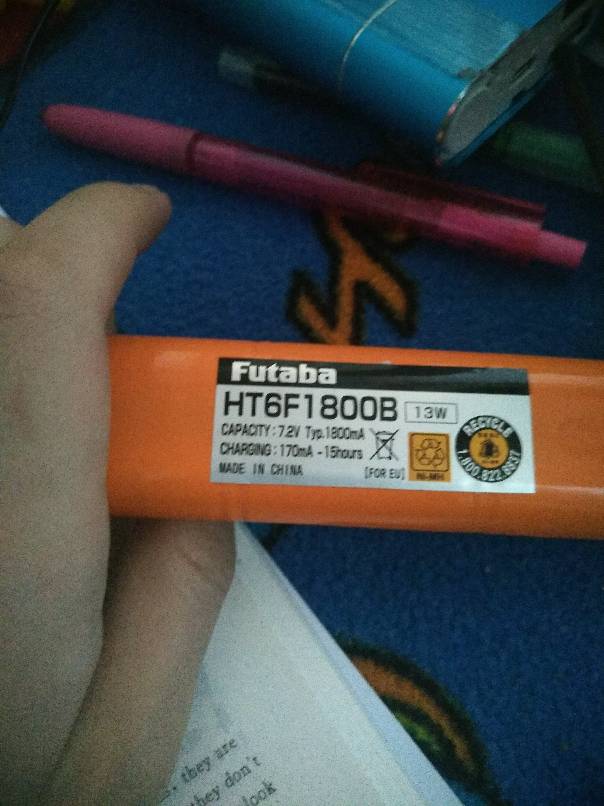 Futaba
HT6F1800B 13W
CAPACITY : 7.2V Typ.1800mA
CHARGING : 170mA - 15hours
MADE IN CHINA [FOR EU]
Ni-MH
RECYCLE
1.800.822.8837
they are
they don't
look